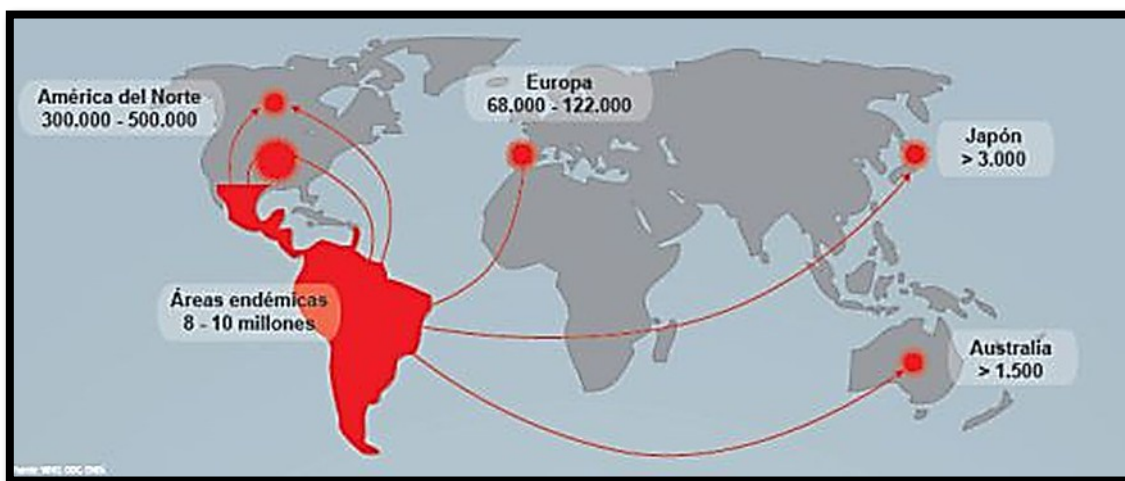 América del Norte
300.000 - 500.000
Europa
68.000 - 122.000
Japón
> 3.000
Áreas endémicas
8 - 10 millones
Australia
> 1.500